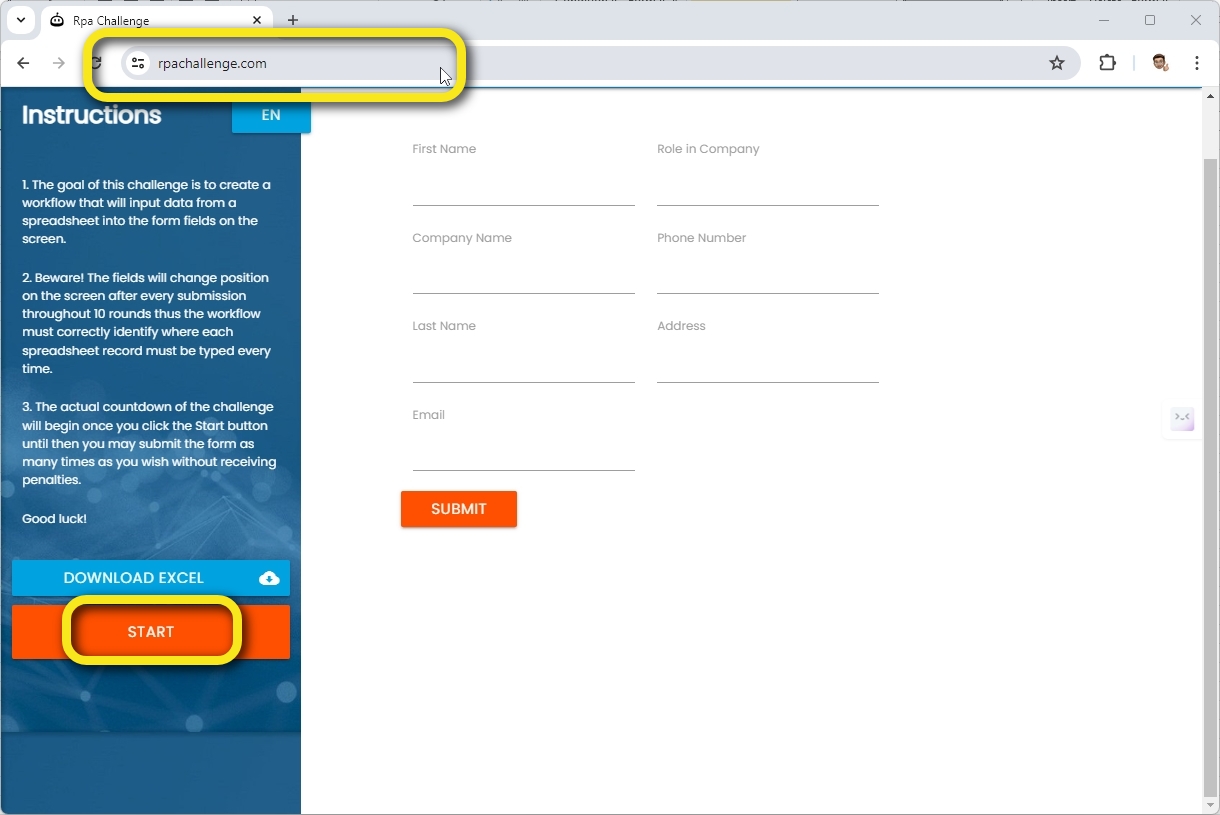 Rpa Challenge
rpachallenge.com
Instructions
EN
1. The goal of this challenge is to create a
workflow that will input data from a
spreadsheet into the form fields on the
screen.
2. Beware! The fields will change position
on the screen after every submission
throughout 10 rounds thus the workflow
must correctly identify where each
spreadsheet record must be typed every
time.
3. The actual countdown of the challenge
will begin once you click the Start button
until then you may submit the form as
many times as you wish without receiving
penalties.
Good luck!
DOWNLOAD EXCEL
START
First Name
Role in Company
Company Name
Phone Number
Last Name
Address
Email
SUBMIT
>_<